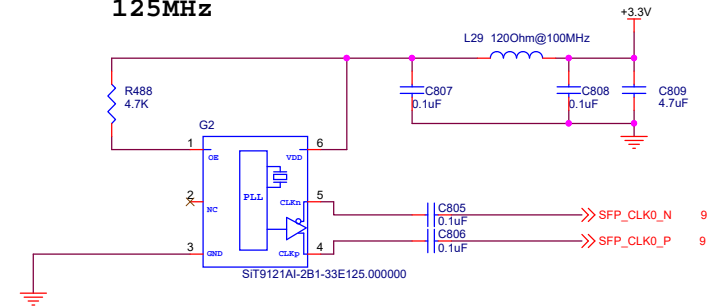 125MHz
+3.3V
L29 120Ohm@100MHz
R488
4.7K
C807
0.1uF
C808
0.1uF
C809
4.7uF
G2
1
OE
VDD
6
2
NC
PLL
CLKn
5
3
GND
CLKp
4
SiT9121AI-2B1-33E125.000000
C805
0.1uF
SFP_CLK0_N 9
C806
0.1uF
SFP_CLK0_P 9